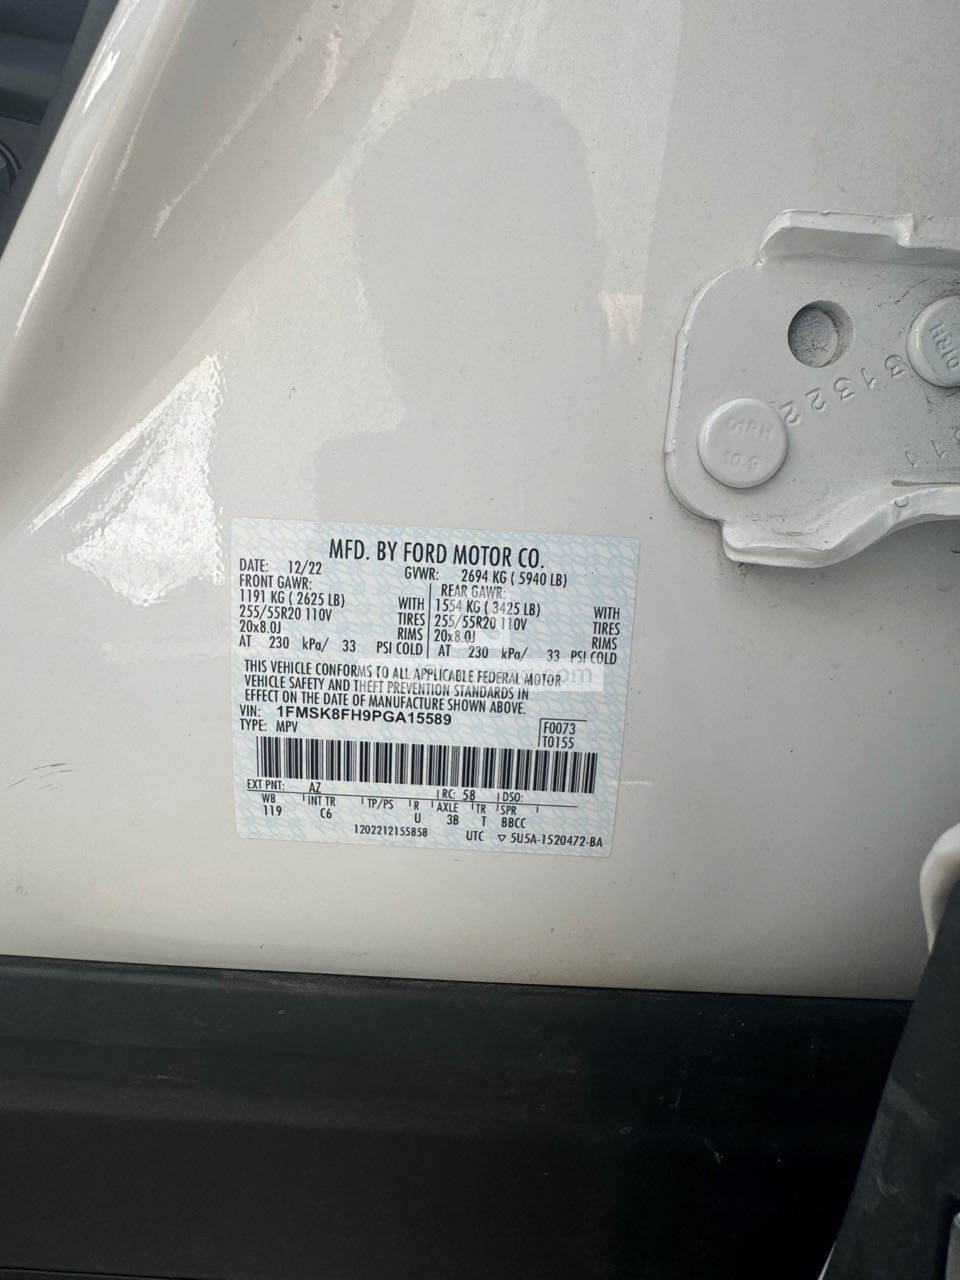 MFD. BY FORD MOTOR CO.
DATE: 12/22 GVWR: 2694 KG ( 5940 LB)
FRONT GAWR: REAR GAWR:
1191 KG ( 2625 LB) WITH 1554 KG ( 3425 LB) WITH
255/55R20 110V TIRES 255/55R20 110V TIRES
20x8.0J RIMS 20x8.0J RIMS
AT 230 kPa/ 33 PSI COLD AT 230 kPa/ 33 PSI COLD
THIS VEHICLE CONFORMS TO ALL APPLICABLE FEDERAL MOTOR
VEHICLE SAFETY AND THEFT PREVENTION STANDARDS IN
EFFECT ON THE DATE OF MANUFACTURE SHOWN ABOVE.
VIN: 1FMSK8FH9PGA15589 F0073
TYPE: MPV T0155
EXT PNT: AZ RC: 58 DSO:
WB INT TR TP/PS R AXLE TR SPR
119 C6 U 3B T BBCC
1202212155858 UTC ▽ 5U5A-1520472-BA
B1322
10.9